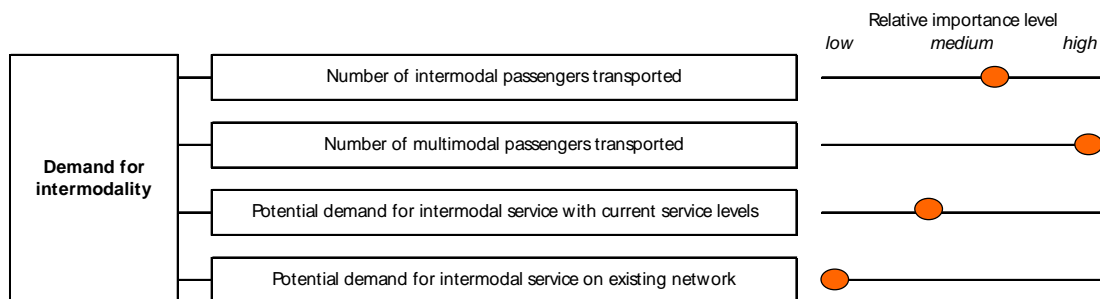 Relative importance level
low medium high
Number of intermodal passengers transported
Number of multimodal passengers transported
Demand for
intermodality
Potential demand for intermodal service with current service levels
Potential demand for intermodal service on existing network